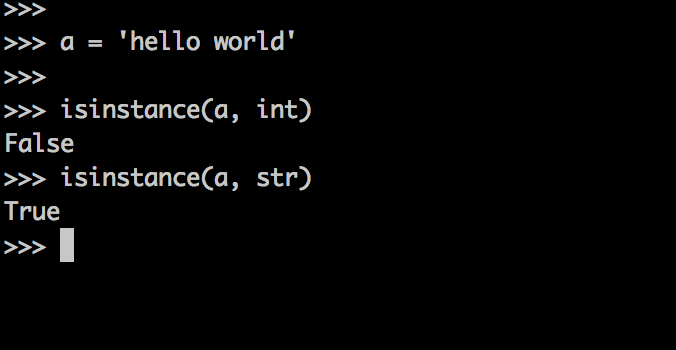 >>>
>>> a = 'hello world'
>>>
>>> isinstance(a, int)
False
>>> isinstance(a, str)
True
>>>